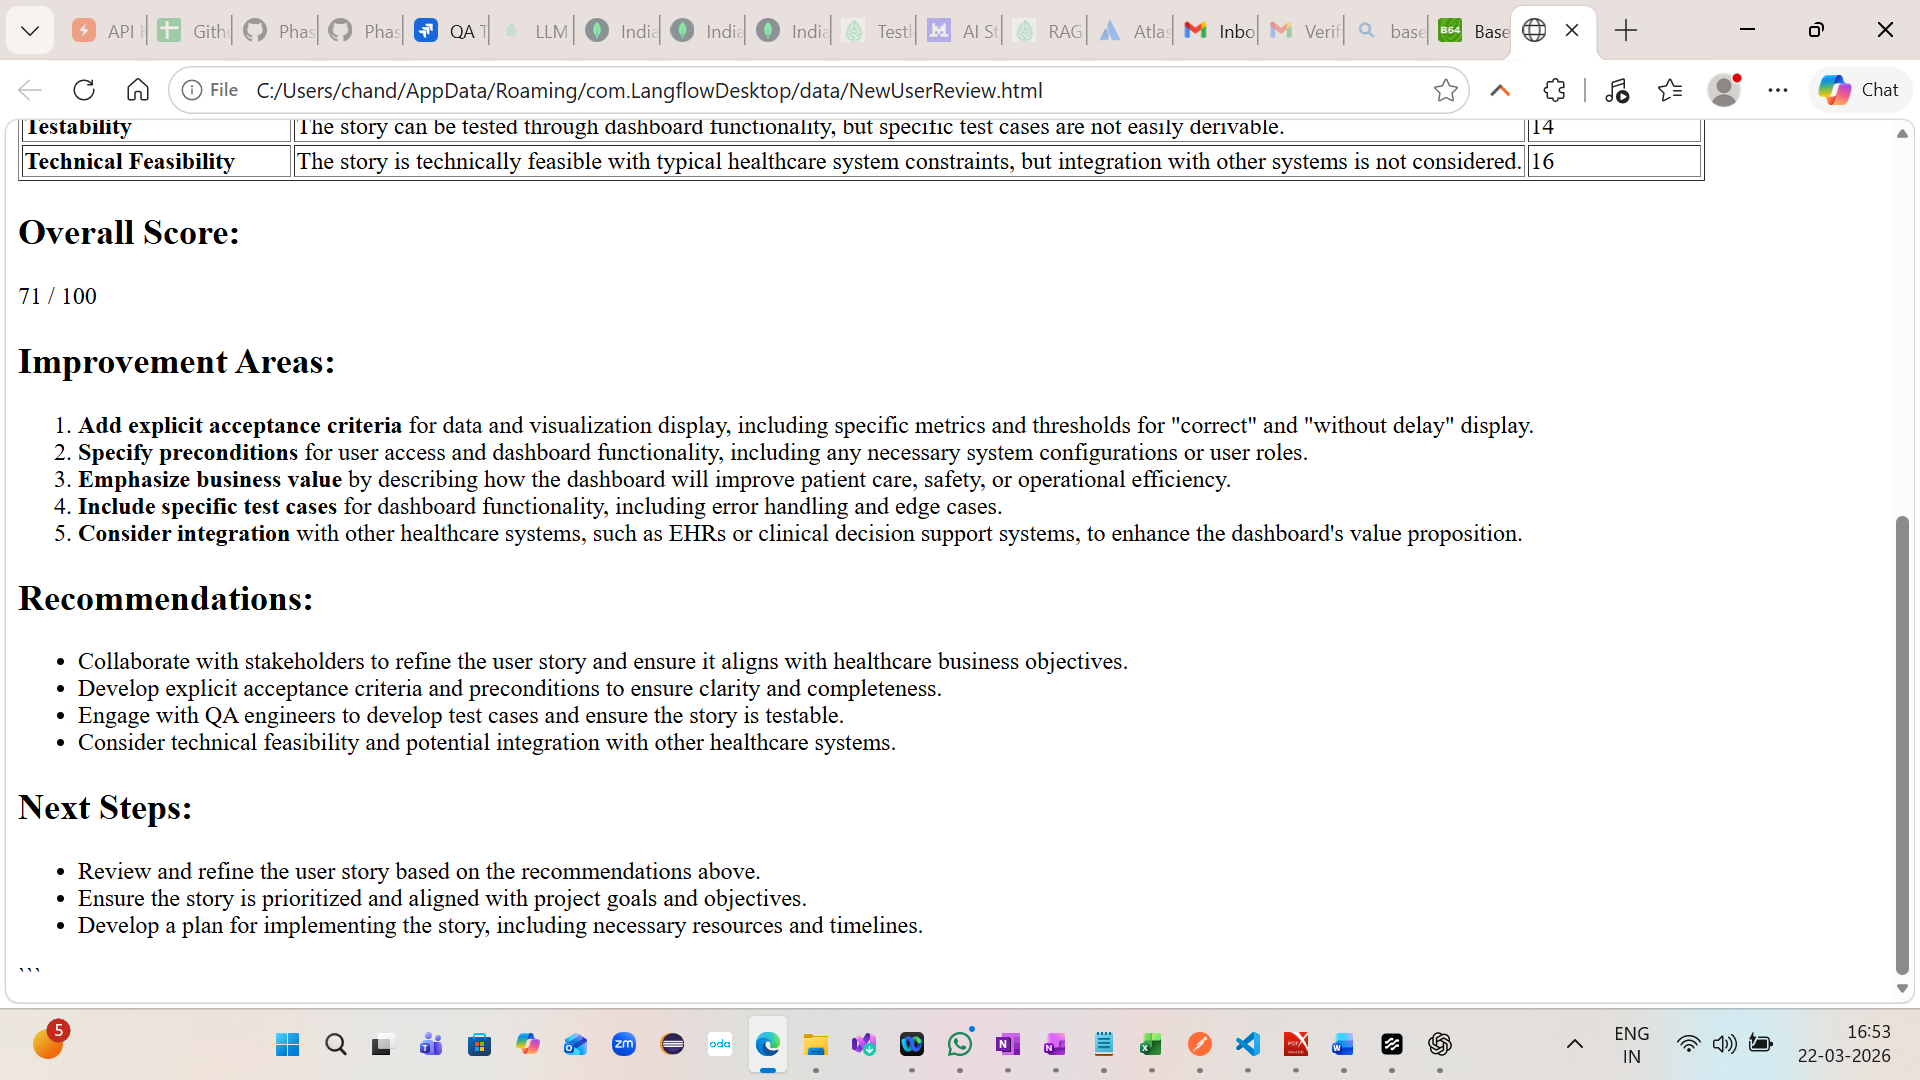 API
Gith
Phas
Phas
QA T
LLM
India
India
India
Testl
AI St
RAG
Atlas
Inbo
Verif
base
B64
Base
File
C:/Users/chand/AppData/Roaming/com.LangflowDesktop/data/NewUserReview.html
Chat
Testability The story can be tested through dashboard functionality, but specific test cases are not easily derivable. 14
Technical Feasibility The story is technically feasible with typical healthcare system constraints, but integration with other systems is not considered. 16
Overall Score:
71 / 100
Improvement Areas:
1. Add explicit acceptance criteria for data and visualization display, including specific metrics and thresholds for "correct" and "without delay" display.
2. Specify preconditions for user access and dashboard functionality, including any necessary system configurations or user roles.
3. Emphasize business value by describing how the dashboard will improve patient care, safety, or operational efficiency.
4. Include specific test cases for dashboard functionality, including error handling and edge cases.
5. Consider integration with other healthcare systems, such as EHRs or clinical decision support systems, to enhance the dashboard's value proposition.
Recommendations:
• Collaborate with stakeholders to refine the user story and ensure it aligns with healthcare business objectives.
• Develop explicit acceptance criteria and preconditions to ensure clarity and completeness.
• Engage with QA engineers to develop test cases and ensure the story is testable.
• Consider technical feasibility and potential integration with other healthcare systems.
Next Steps:
• Review and refine the user story based on the recommendations above.
• Ensure the story is prioritized and aligned with project goals and objectives.
• Develop a plan for implementing the story, including necessary resources and timelines.
```
5
zm
oda
ENG
IN
16:53
22-03-2026